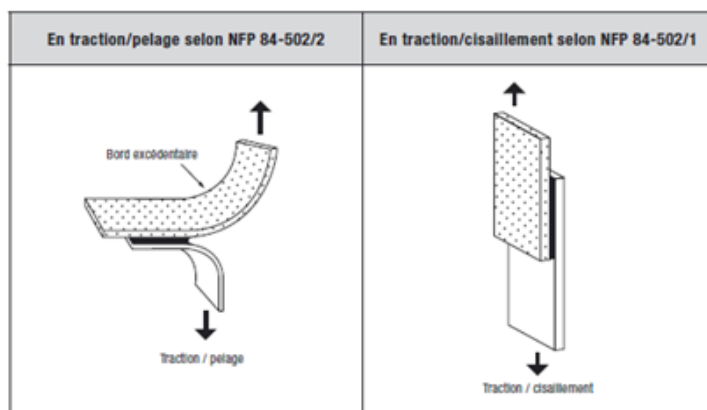 En traction/pelage selon NFP 84-502/2
En traction/cisaillement selon NFP 84-502/1
Bord excédentaire
Traction / pelage
Traction / cisaillement